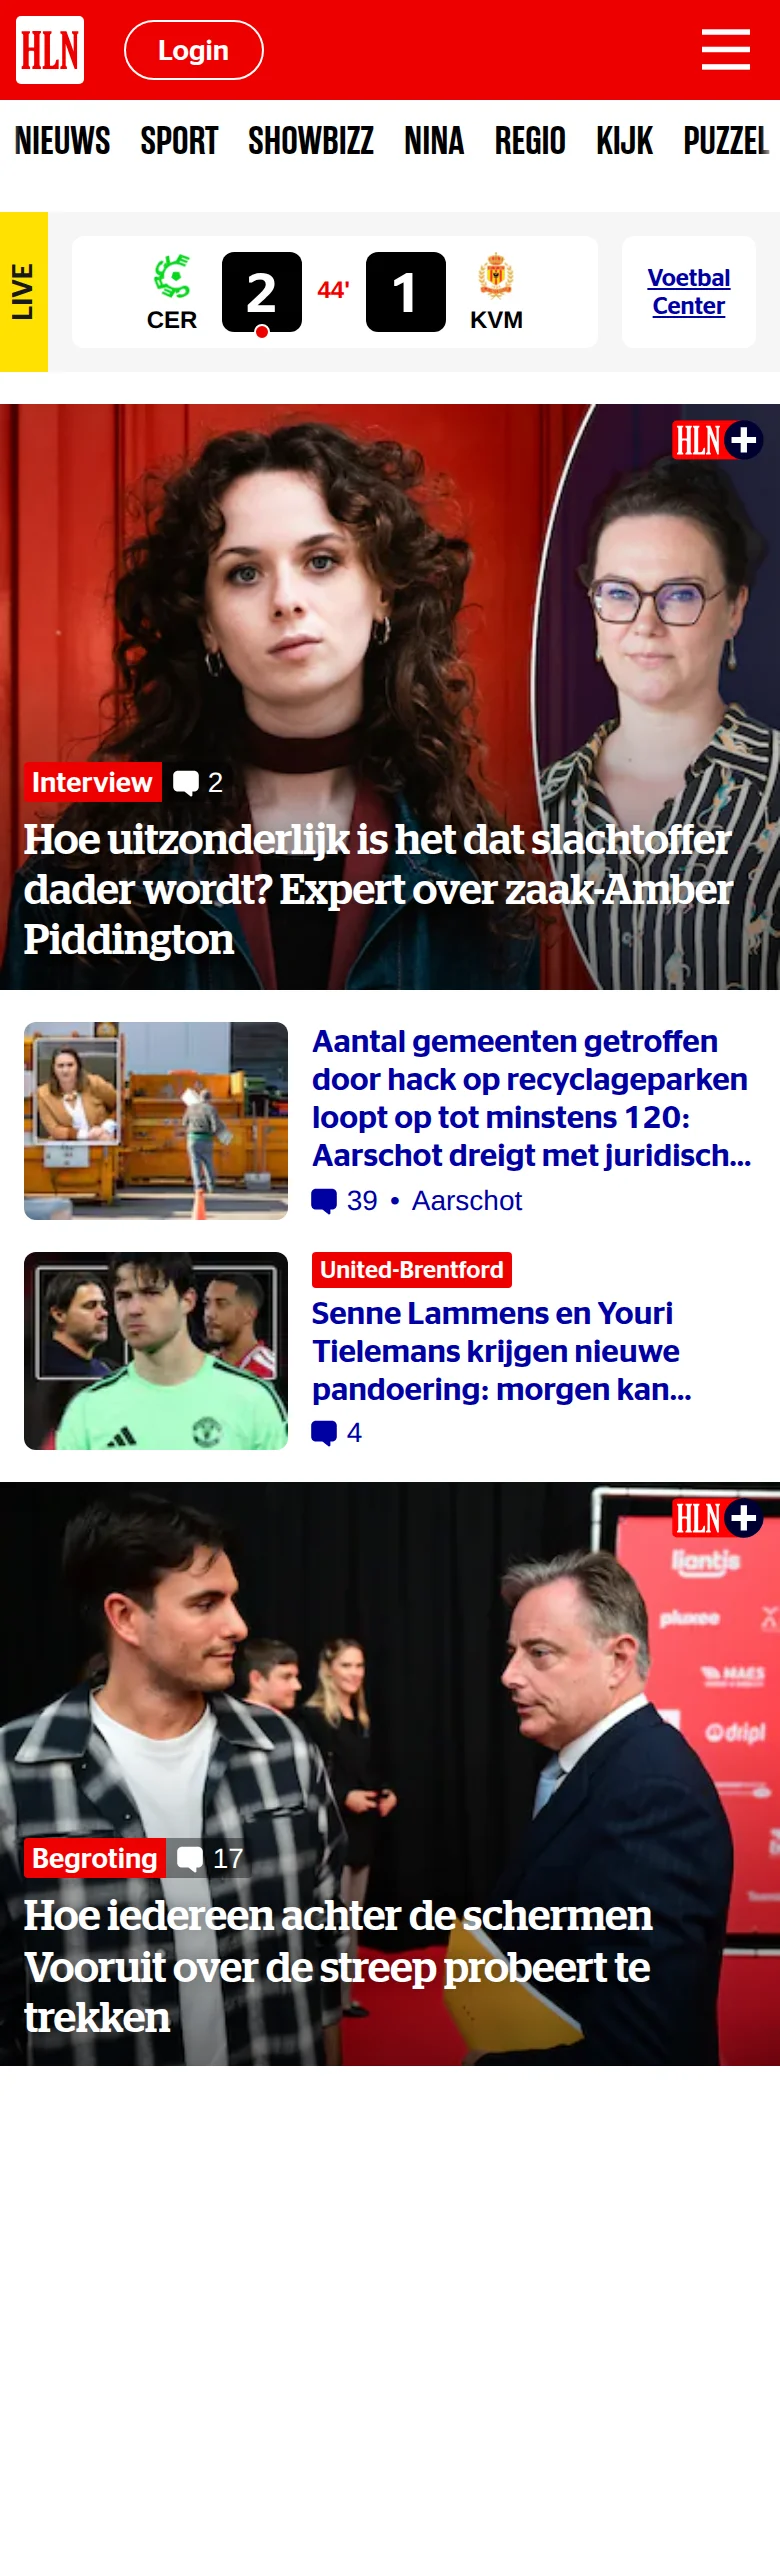 HLN
Login
NIEUWS SPORT SHOWBIZZ NINA REGIO KIJK PUZZEL
LIVE
CER
2
44'
1
KVM
Voetbal
Center
HLN+
Interview 2
Hoe uitzonderlijk is het dat slachtoffer
dader wordt? Expert over zaak-Amber
Piddington
Aantal gemeenten getroffen
door hack op recyclageparken
loopt op tot minstens 120:
Aarschot dreigt met juridisch...
39 • Aarschot
United-Brentford
Senne Lammens en Youri
Tielemans krijgen nieuwe
pandoering: morgen kan...
4
HLN+
liantis
pluxee
MAES
dripl
Begroting 17
Hoe iedereen achter de schermen
Vooruit over de streep probeert te
trekken